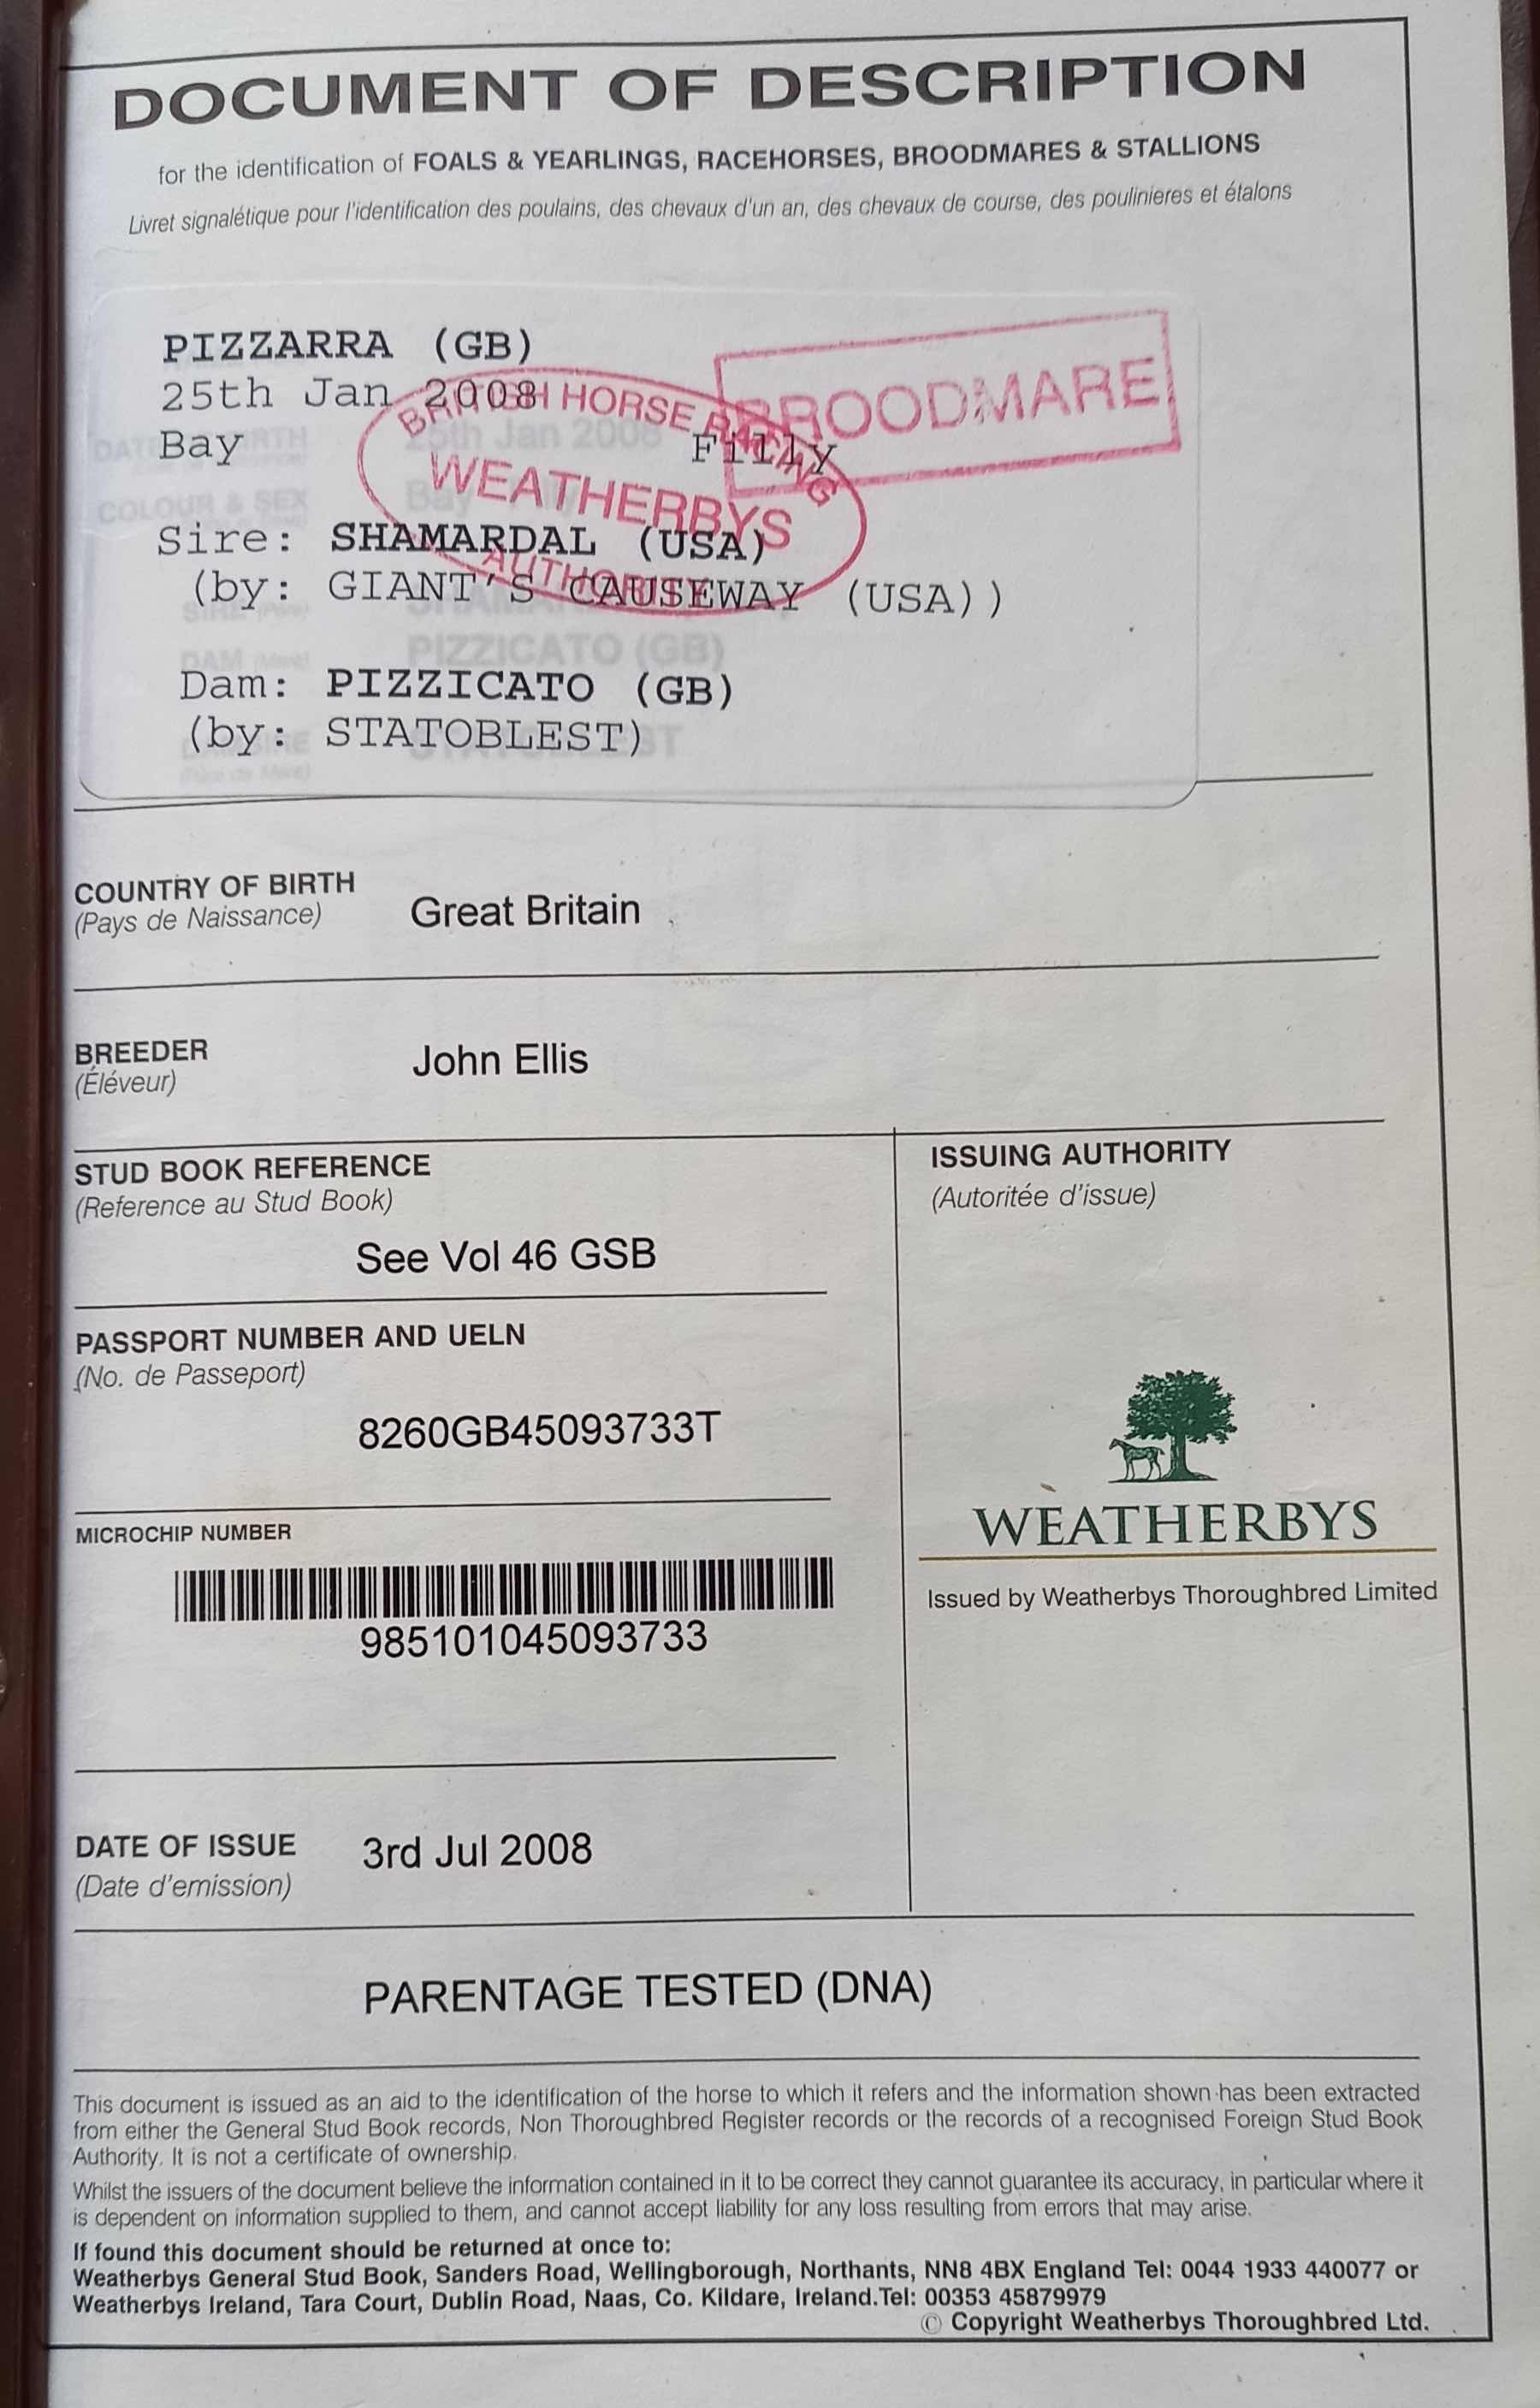 DOCUMENT OF DESCRIPTION
for the identification of FOALS & YEARLINGS, RACEHORSES, BROODMARES & STALLIONS
Livret signalétique pour l'identification des poulains, des chevaux d'un an, des chevaux de course, des poulinieres et étalons
PIZZARRA (GB)
25th Jan 2008
Bay Filly
BROODMARE
BRITISH HORSE RACING
WEATHERBYS
AUTHORITY
Sire: SHAMARDAL (USA)
(by: GIANT'S CAUSEWAY (USA))
PIZZICATO (GB)
Dam: PIZZICATO (GB)
(by: STATOBLEST)
COUNTRY OF BIRTH
(Pays de Naissance)
Great Britain
BREEDER
(Éléveur)
John Ellis
STUD BOOK REFERENCE
(Reference au Stud Book)
See Vol 46 GSB
PASSPORT NUMBER AND UELN
(No. de Passeport)
8260GB45093733T
MICROCHIP NUMBER
985101045093733
DATE OF ISSUE
(Date d'emission)
3rd Jul 2008
ISSUING AUTHORITY
(Autoritée d'issue)
WEATHERBYS
Issued by Weatherbys Thoroughbred Limited
PARENTAGE TESTED (DNA)
This document is issued as an aid to the identification of the horse to which it refers and the information shown has been extracted
from either the General Stud Book records, Non Thoroughbred Register records or the records of a recognised Foreign Stud Book
Authority. It is not a certificate of ownership.
Whilst the issuers of the document believe the information contained in it to be correct they cannot guarantee its accuracy, in particular where it
is dependent on information supplied to them, and cannot accept liability for any loss resulting from errors that may arise.
If found this document should be returned at once to:
Weatherbys General Stud Book, Sanders Road, Wellingborough, Northants, NN8 4BX England Tel: 0044 1933 440077 or
Weatherbys Ireland, Tara Court, Dublin Road, Naas, Co. Kildare, Ireland.Tel: 00353 45879979
© Copyright Weatherbys Thoroughbred Ltd.